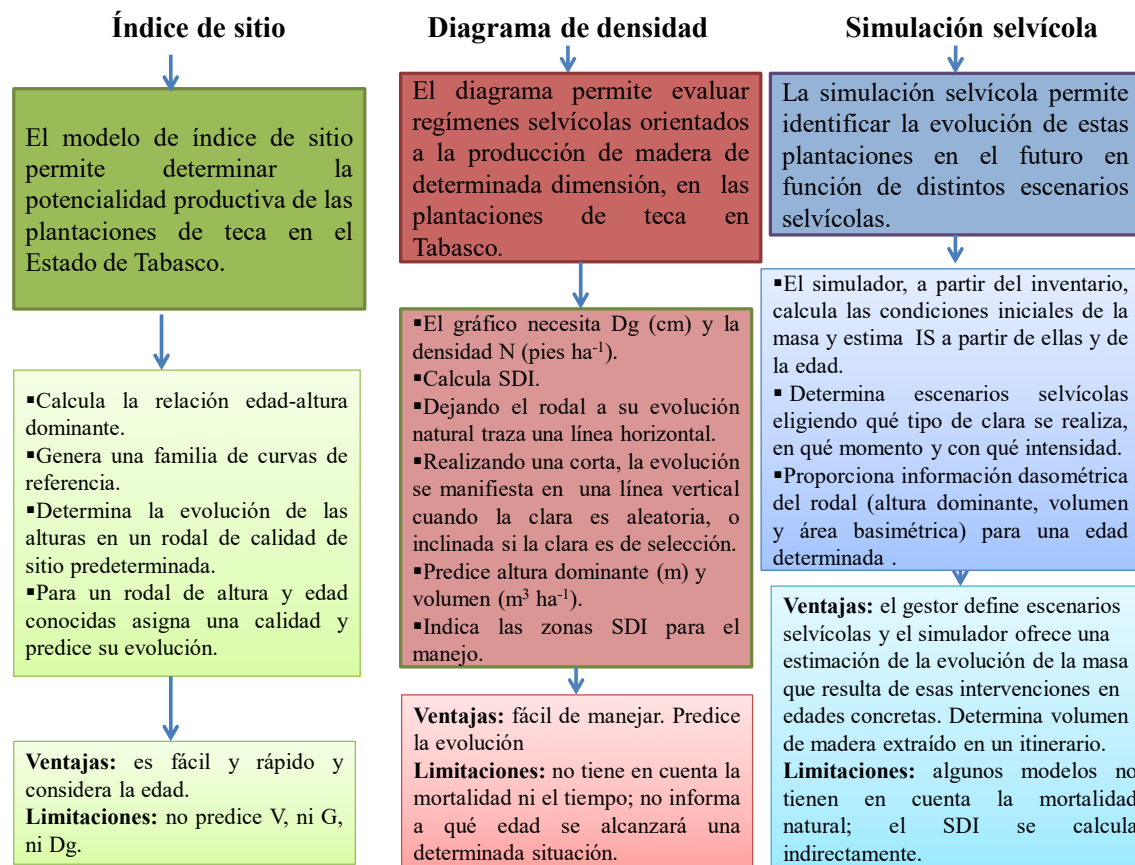 Índice de sitio
El modelo de índice de sitio
permite determinar la
potencialidad productiva de las
plantaciones de teca en el
Estado de Tabasco.
▪Calcula la relación edad-altura
dominante.
▪Genera una familia de curvas de
referencia.
▪Determina la evolución de las
alturas en un rodal de calidad de
sitio predeterminada.
▪Para un rodal de altura y edad
conocidas asigna una calidad y
predice su evolución.
Ventajas: es fácil y rápido y
considera la edad.
Limitaciones: no predice V, ni G,
ni Dg.
Diagrama de densidad
El diagrama permite evaluar
regímenes selvícolas orientados
a la producción de madera de
determinada dimensión, en las
plantaciones de teca en
Tabasco.
▪El gráfico necesita Dg (cm) y la
densidad N (pies ha⁻¹).
▪Calcula SDI.
▪Dejando el rodal a su evolución
natural traza una línea horizontal.
▪Realizando una corta, la evolución
se manifiesta en una línea vertical
cuando la clara es aleatoria, o
inclinada si la clara es de selección.
▪Predice altura dominante (m) y
volumen (m³ ha⁻¹).
▪Indica las zonas SDI para el
manejo.
Ventajas: fácil de manejar. Predice
la evolución
Limitaciones: no tiene en cuenta la
mortalidad ni el tiempo; no informa
a qué edad se alcanzará una
determinada situación.
Simulación selvícola
La simulación selvícola permite
identificar la evolución de estas
plantaciones en el futuro en
función de distintos escenarios
selvícolas.
▪El simulador, a partir del inventario,
calcula las condiciones iniciales de la
masa y estima IS a partir de ellas y de
la edad.
▪ Determina escenarios selvícolas
eligiendo qué tipo de clara se realiza,
en qué momento y con qué intensidad.
▪Proporciona información dasométrica
del rodal (altura dominante, volumen
y área basimétrica) para una edad
determinada .
Ventajas: el gestor define escenarios
selvícolas y el simulador ofrece una
estimación de la evolución de la masa
que resulta de esas intervenciones en
edades concretas. Determina volumen
de madera extraído en un itinerario.
Limitaciones: algunos modelos no
tienen en cuenta la mortalidad
natural; el SDI se calcula
indirectamente.